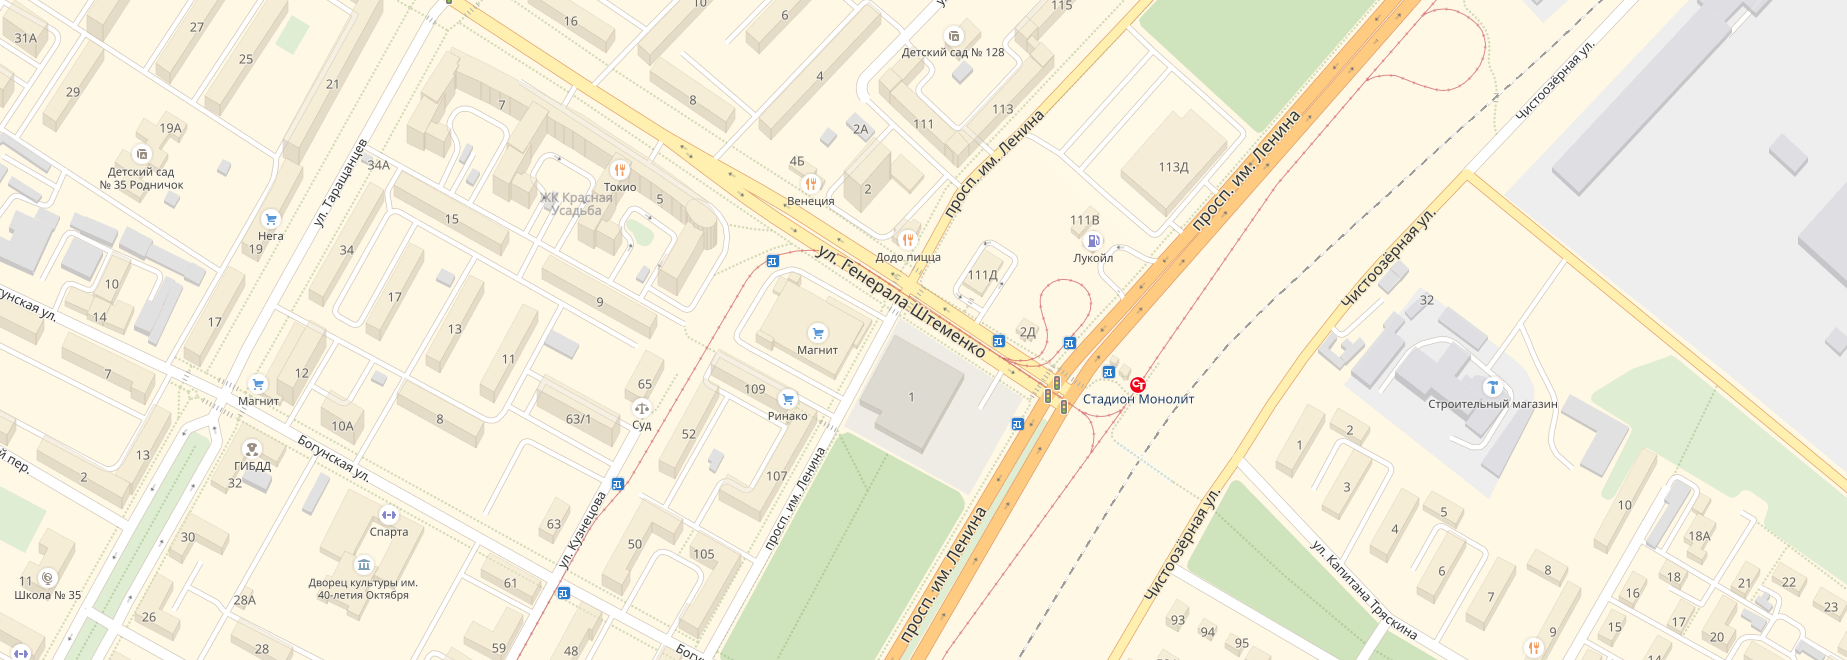 115
16
10
6
31А
27
25
21
Детский сад № 128
29
7
8
4
113
111
2А
19А
Чистоозёрная ул.
просп. им. Ленина
просп. им. Ленина
ул. Таращанцев
Детский сад
№ 35 Родничок
34А
Токио
4Б
2
Венеция
113Д
ЖК Красная
Усадьба
5
15
Нега
19
34
111В
Лукойл
Додо пицца
Чистоозёрная ул.
ул. Генерала Штеменко
111Д
10
14
17
17
9
13
32
Богунская ул.
2Д
Магнит
11
7
12
65
109
1
Ст
Стадион Монолит
Строительный магазин
Магнит
Ринако
10А
8
63/1
Суд
52
13
ГИБДД
32
Богунская ул.
2
й пер.
107
1
2
3
10
5
4
63
ул. Кузнецова
просп. им. Ленина
просп. им. Ленина
Чистоозёрная ул.
Спарта
30
50
105
18А
11
Школа № 35
Дворец культуры им.
40-летия Октября
61
ул. Капитана Тряскина
6
8
7
18
21
22
16
23
28А
26
28
59
48
93
94
95
9
15
14
17
20